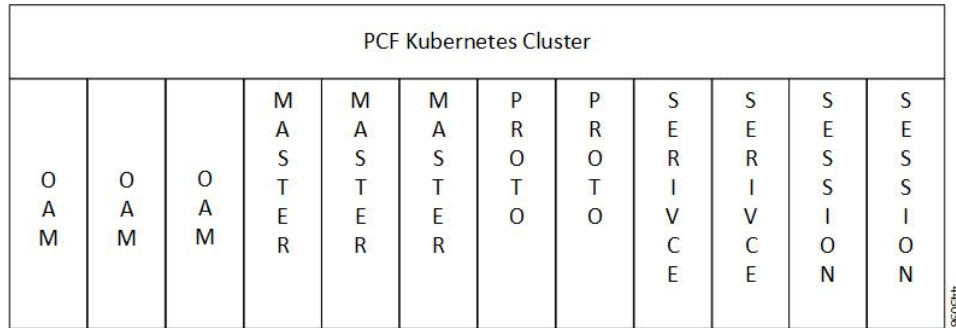 PCF Kubernetes Cluster
OAM
OAM
OAM
MASTER
MASTER
MASTER
PROTO
PROTO
SERIVCE
SERIVCE
SESSION
SESSION